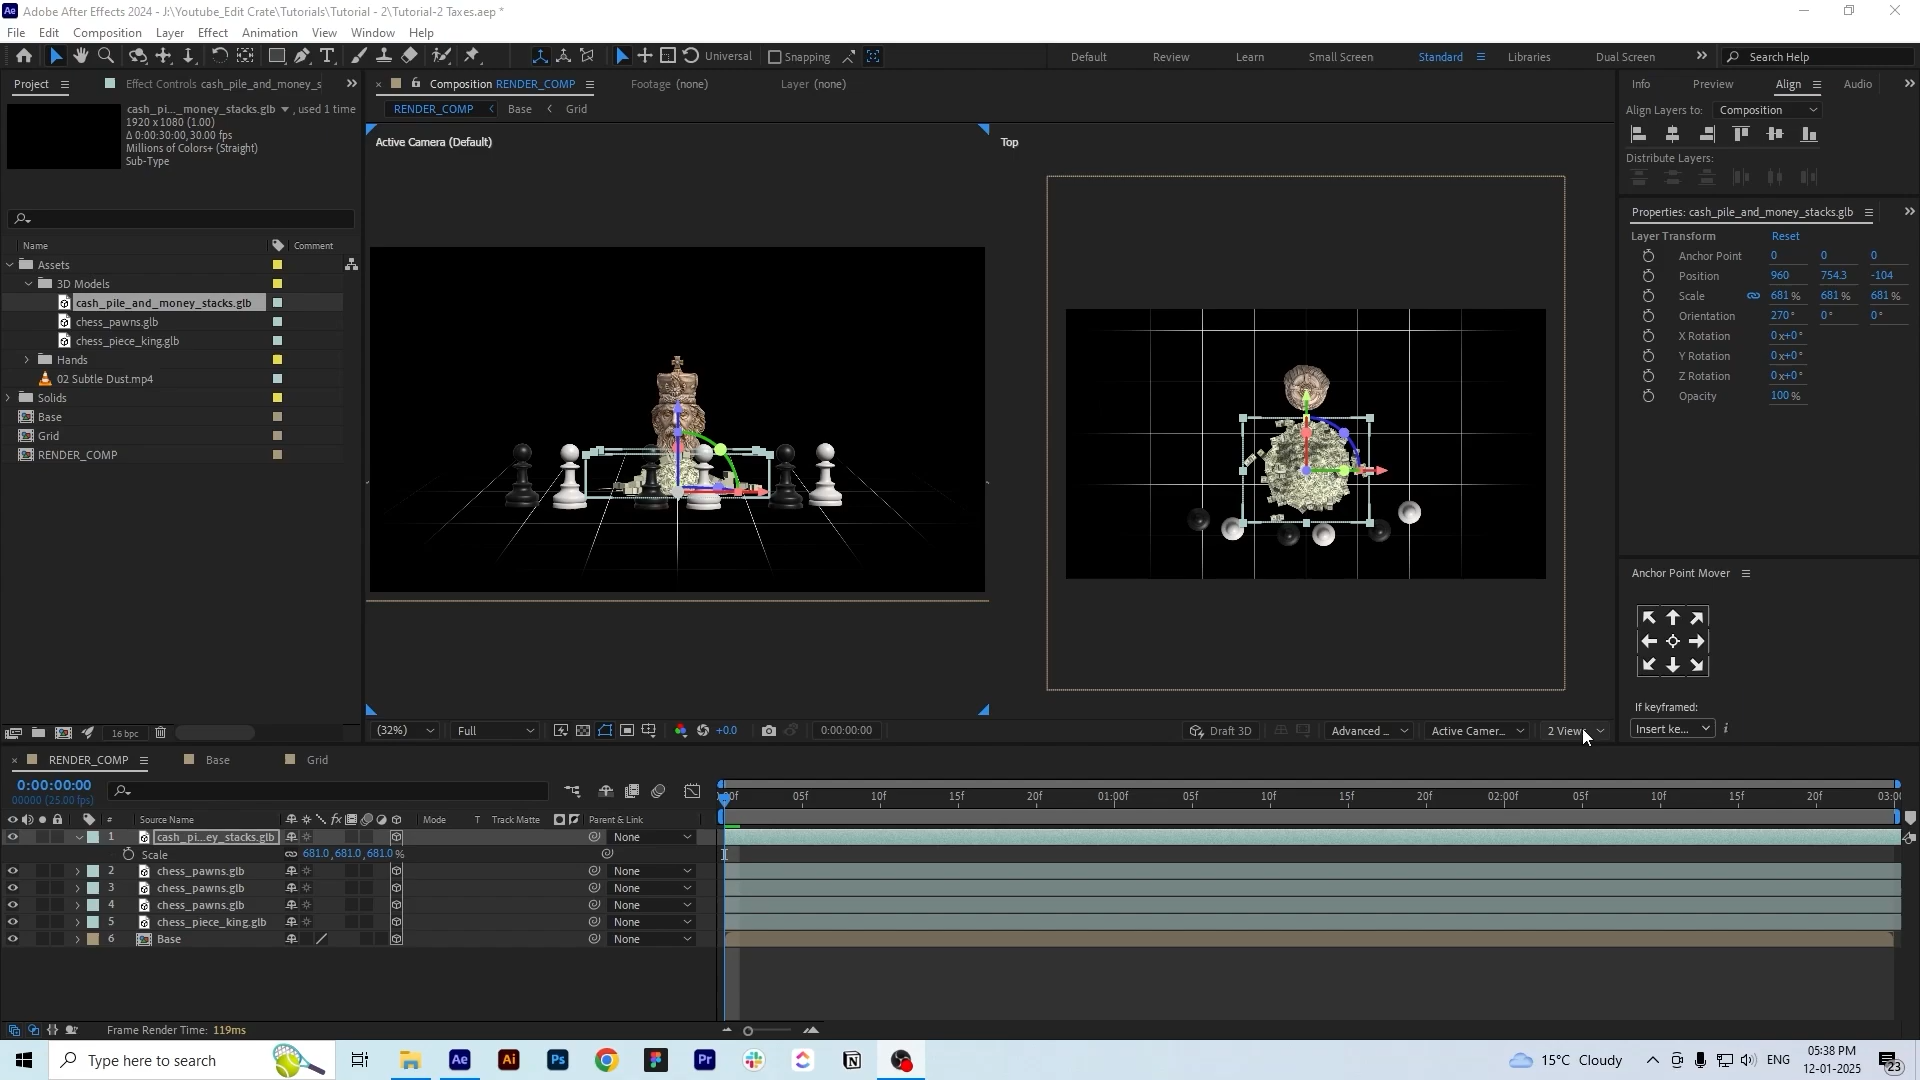 Adobe After Effects 2024 - J:\Youtube_Edit Crate\Tutorials\Tutorial - 2\Tutorial-2 Taxes.aep *
File Edit Composition Layer Effect Animation View Window Help
Universal Snapping Default Review Learn Small Screen Standard Libraries Dual Screen Search Help
Project Effect Controls cash_pile_and_money_s Composition RENDER_COMP Footage (none) Layer (none) Info Preview Align Audio
cash_pi..._money_stacks.glb , used 1 time
1920 x 1080 (1.00)
Δ 0:00:30:00, 30.00 fps
Millions of Colors+ (Straight)
Sub-Type
RENDER_COMP Base Grid
Align Layers to: Composition
Active Camera (Default)
Top
Distribute Layers:
Properties: cash_pile_and_money_stacks.glb
Layer Transform Reset
Anchor Point 0 0 0
Position 960 754.3 -104
Scale 681 % 681 % 681 %
Orientation 270° 0° 0°
X Rotation 0x+0°
Y Rotation 0x+0°
Z Rotation 0x+0°
Opacity 100 %
Name Comment
Assets
3D Models
cash_pile_and_money_stacks.glb
chess_pawns.glb
chess_piece_king.glb
Hands
02 Subtle Dust.mp4
Solids
Base
Grid
RENDER_COMP
Anchor Point Mover
If keyframed:
Insert ke...
16 bpc
(32%) Full +0.0 0:00:00:00 Draft 3D Advanced ... Active Camer... 2 View
RENDER_COMP Base Grid
0:00:00:00
00000 (25.00 fps)
:00f 05f 10f 15f 20f 01:00f 05f 10f 15f 20f 02:00f 05f 10f 15f 20f 03:00
# Source Name Mode T Track Matte Parent & Link
1 cash_pi...ey_stacks.glb None
Scale 681.0,681.0,681.0%
2 chess_pawns.glb None
3 chess_pawns.glb None
4 chess_pawns.glb None
5 chess_piece_king.glb None
6 Base None
Frame Render Time: 119ms
Type here to search
15°C Cloudy ENG
05:38 PM
12-01-2025
23